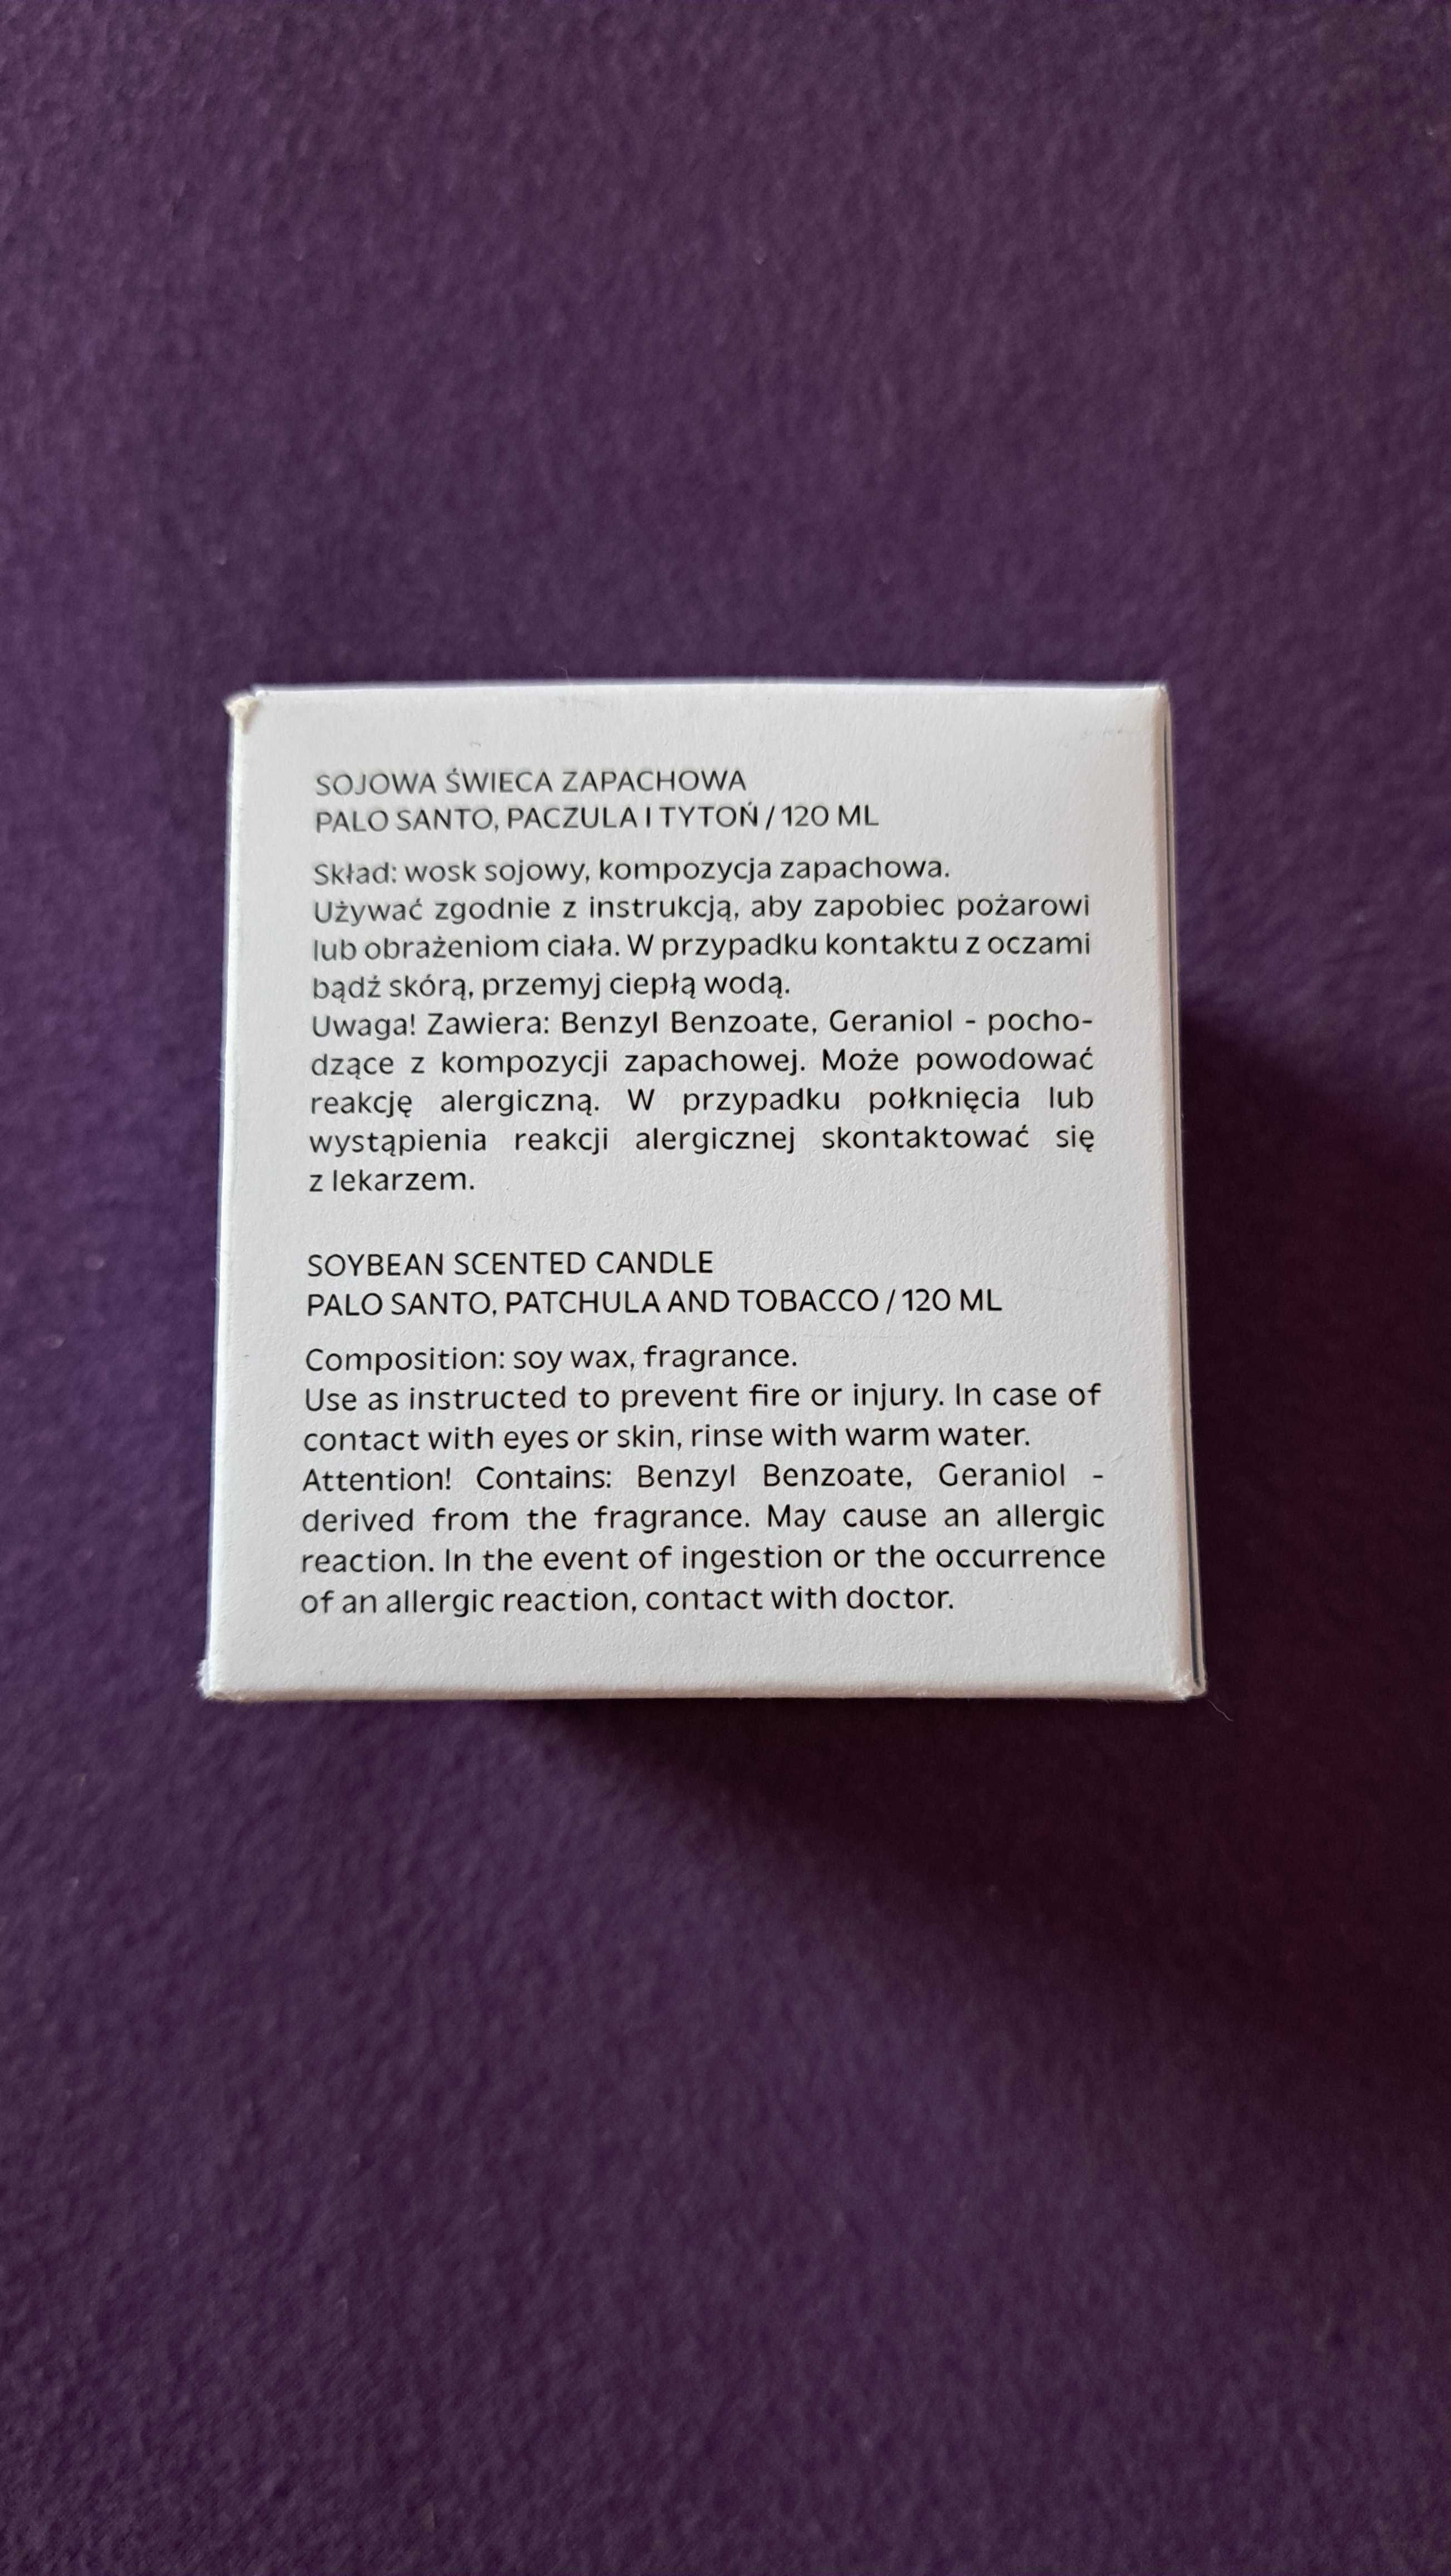 SOJOWA ŚWIECA ZAPACHOWA
PALO SANTO, PACZULA I TYTOŃ / 120 ML
Skład: wosk sojowy, kompozycja zapachowa.
Używać zgodnie z instrukcją, aby zapobiec pożarowi
lub obrażeniom ciała. W przypadku kontaktu z oczami
bądź skórą, przemyj ciepłą wodą.
Uwaga! Zawiera: Benzyl Benzoate, Geraniol - pocho-
dzące z kompozycji zapachowej. Może powodować
reakcję alergiczną. W przypadku połknięcia lub
wystąpienia reakcji alergicznej skontaktować się
z lekarzem.
SOYBEAN SCENTED CANDLE
PALO SANTO, PATCHULA AND TOBACCO / 120 ML
Composition: soy wax, fragrance.
Use as instructed to prevent fire or injury. In case of
contact with eyes or skin, rinse with warm water.
Attention! Contains: Benzyl Benzoate, Geraniol -
derived from the fragrance. May cause an allergic
reaction. In the event of ingestion or the occurrence
of an allergic reaction, contact with doctor.